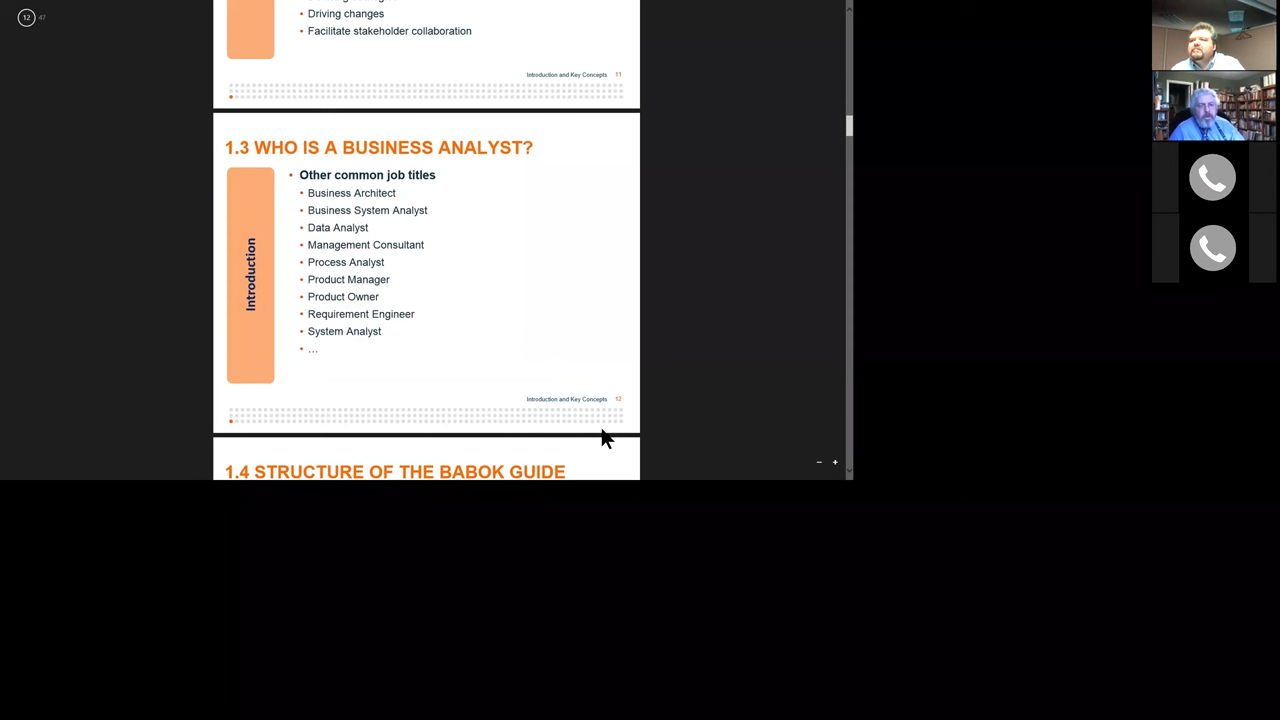 12 47
Driving changes
Facilitate stakeholder collaboration
Introduction and Key Concepts 11
1.3 WHO IS A BUSINESS ANALYST?
Introduction
• Other common job titles
• Business Architect
• Business System Analyst
• Data Analyst
• Management Consultant
• Process Analyst
• Product Manager
• Product Owner
• Requirement Engineer
• System Analyst
• ...
Introduction and Key Concepts 12
1.4 STRUCTURE OF THE BABOK GUIDE